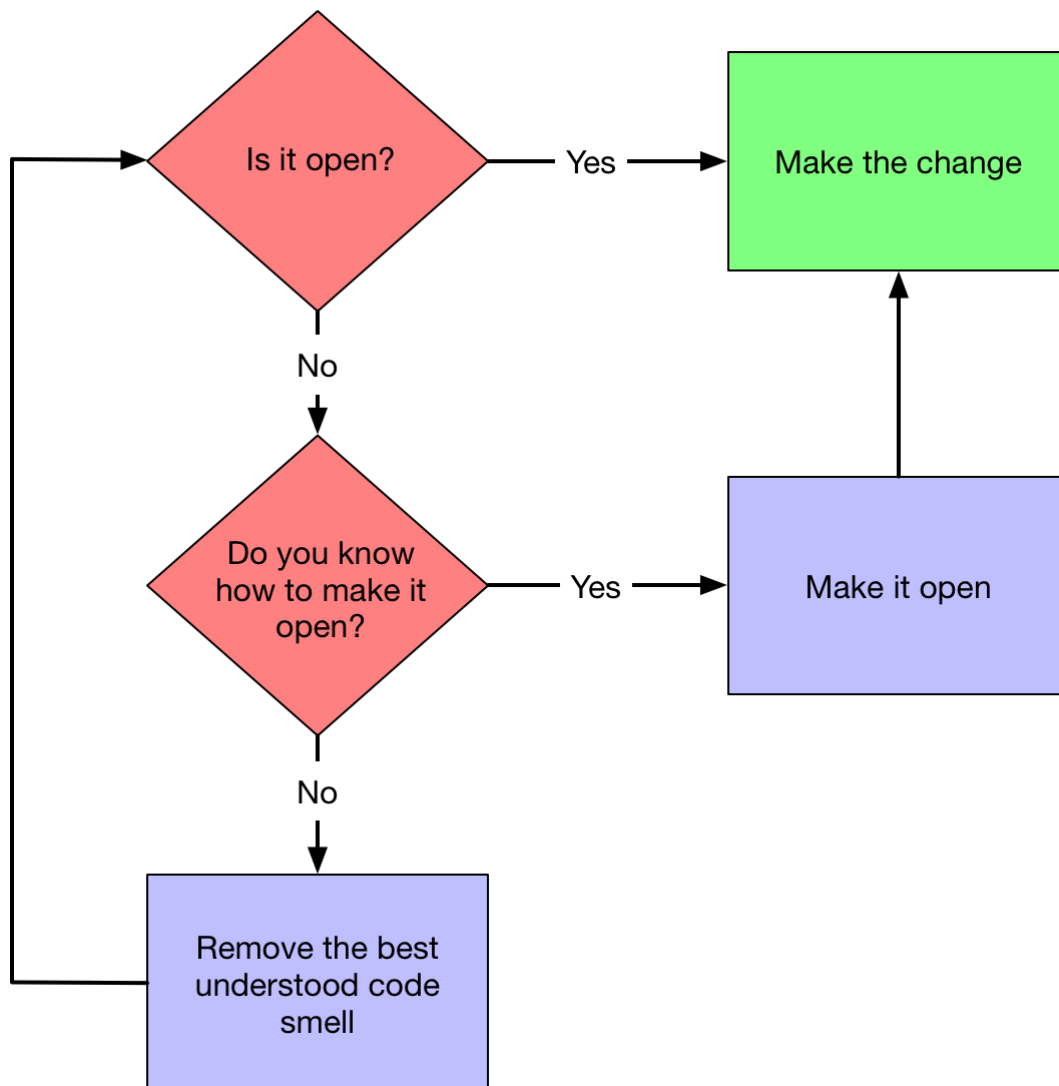 Is it open?
Yes
Make the change
No
Do you know
how to make it
open?
Yes
Make it open
No
Remove the best
understood code
smell